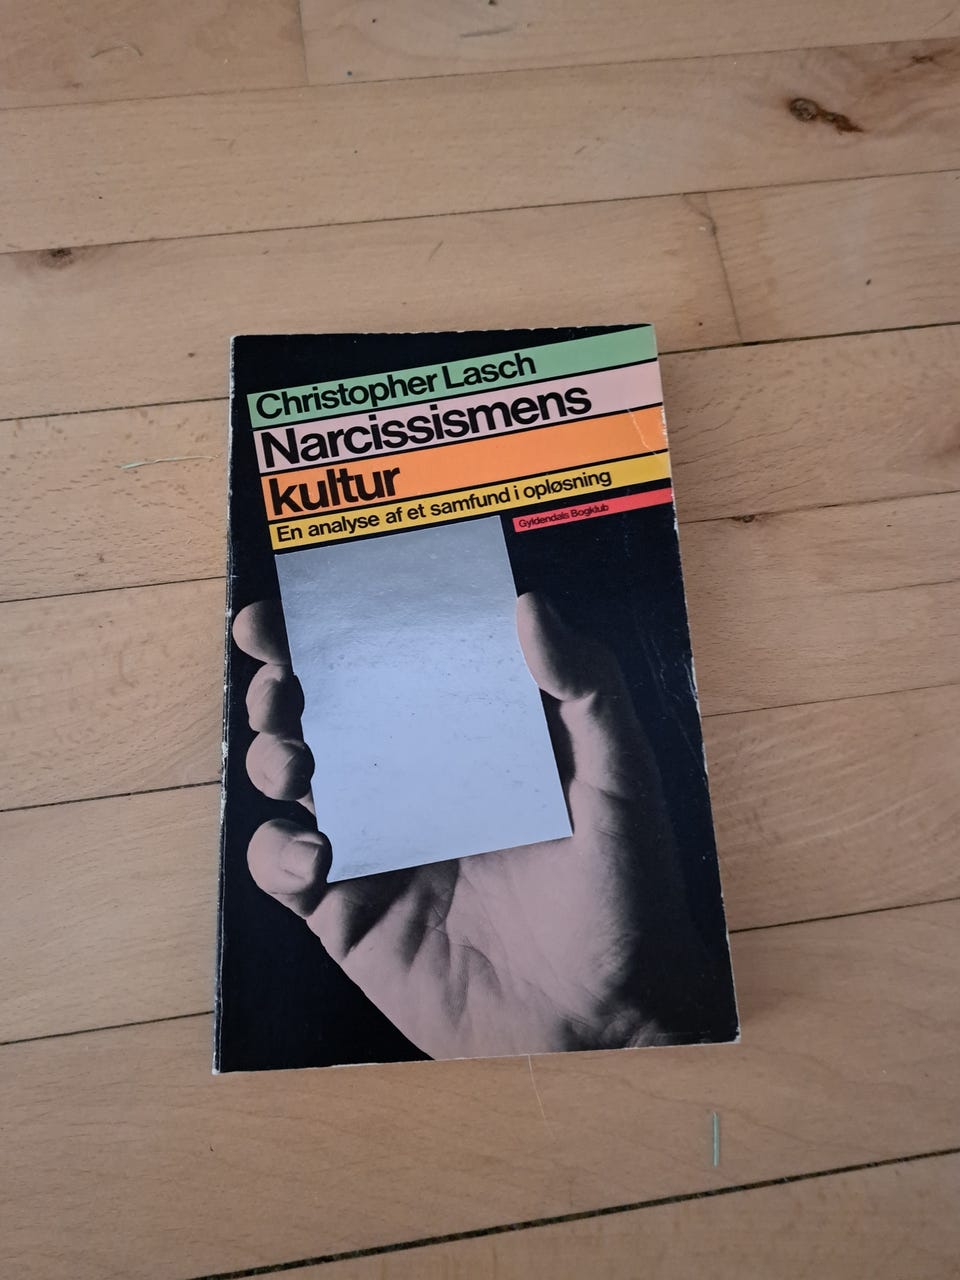 Christopher Lasch
Narcissismens
kultur
En analyse af et samfund i opløsning
Gyldendals Bogklub